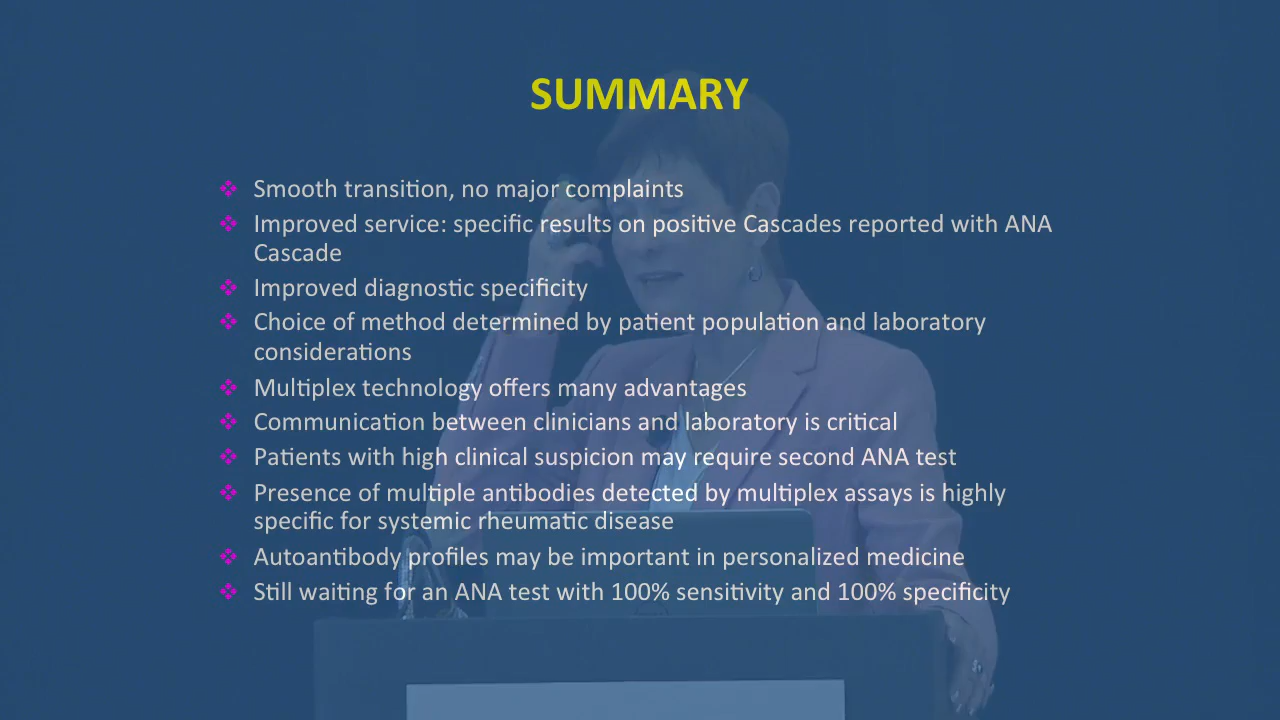 SUMMARY
❖ Smooth transition, no major complaints
❖ Improved service: specific results on positive Cascades reported with ANA
Cascade
❖ Improved diagnostic specificity
❖ Choice of method determined by patient population and laboratory
considerations
❖ Multiplex technology offers many advantages
❖ Communication between clinicians and laboratory is critical
❖ Patients with high clinical suspicion may require second ANA test
❖ Presence of multiple antibodies detected by multiplex assays is highly
specific for systemic rheumatic disease
❖ Autoantibody profiles may be important in personalized medicine
❖ Still waiting for an ANA test with 100% sensitivity and 100% specificity